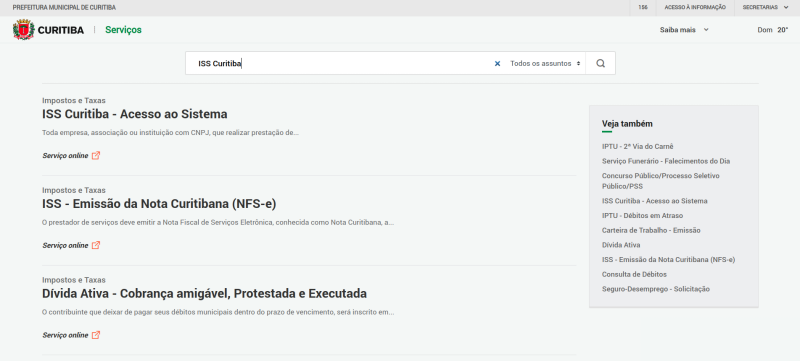 PREFEITURA MUNICIPAL DE CURITIBA
156
ACESSO À INFORMAÇÃO
SECRETARIAS
CURITIBA
Serviços
Saiba mais
Dom 20°
ISS Curitiba
Todos os assuntos
Impostos e Taxas
ISS Curitiba - Acesso ao Sistema
Toda empresa, associação ou instituição com CNPJ, que realizar prestação de...
Serviço online
Impostos e Taxas
ISS - Emissão da Nota Curitibana (NFS-e)
O prestador de serviços deve emitir a Nota Fiscal de Serviços Eletrônica, conhecida como Nota Curitibana, a...
Serviço online
Impostos e Taxas
Dívida Ativa - Cobrança amigável, Protestada e Executada
O contribuinte que deixar de pagar seus débitos municipais dentro do prazo de vencimento, será inscrito em...
Serviço online
Veja também
IPTU - 2ª Via do Carnê
Serviço Funerário - Falecimentos do Dia
Concurso Público/Processo Seletivo
Público/PSS
ISS Curitiba - Acesso ao Sistema
IPTU - Débitos em Atraso
Carteira de Trabalho - Emissão
Dívida Ativa
ISS - Emissão da Nota Curitibana (NFS-e)
Consulta de Débitos
Seguro-Desemprego - Solicitação